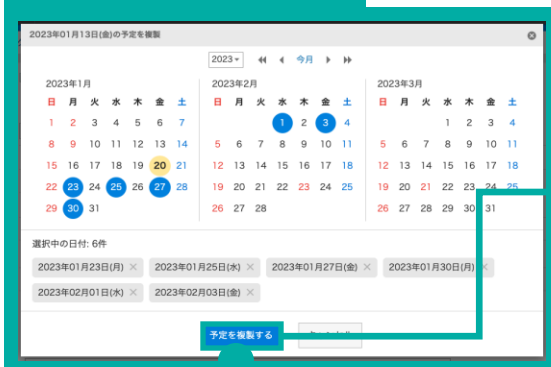 2023年01月13日(金)の予定を複製
2023 今月
2023年1月 2023年2月 2023年3月
日 月 火 水 木 金 土 日 月 火 水 木 金 土 日 月 火 水 木 金 土
1 2 3 4 5 6 7 1 2 3 4 1 2 3 4
8 9 10 11 12 13 14 5 6 7 8 9 10 11 5 6 7 8 9 10 11
15 16 17 18 19 20 21 12 13 14 15 16 17 18 12 13 14 15 16 17 18
22 23 24 25 26 27 28 19 20 21 22 23 24 25 19 20 21 22 23 24 25
29 30 31 26 27 28 26 27 28 29 30 31
選択中の日付: 6件
2023年01月23日(月) × 2023年01月25日(水) × 2023年01月27日(金) × 2023年01月30日(月) ×
2023年02月01日(水) × 2023年02月03日(金) ×
予定を複製する